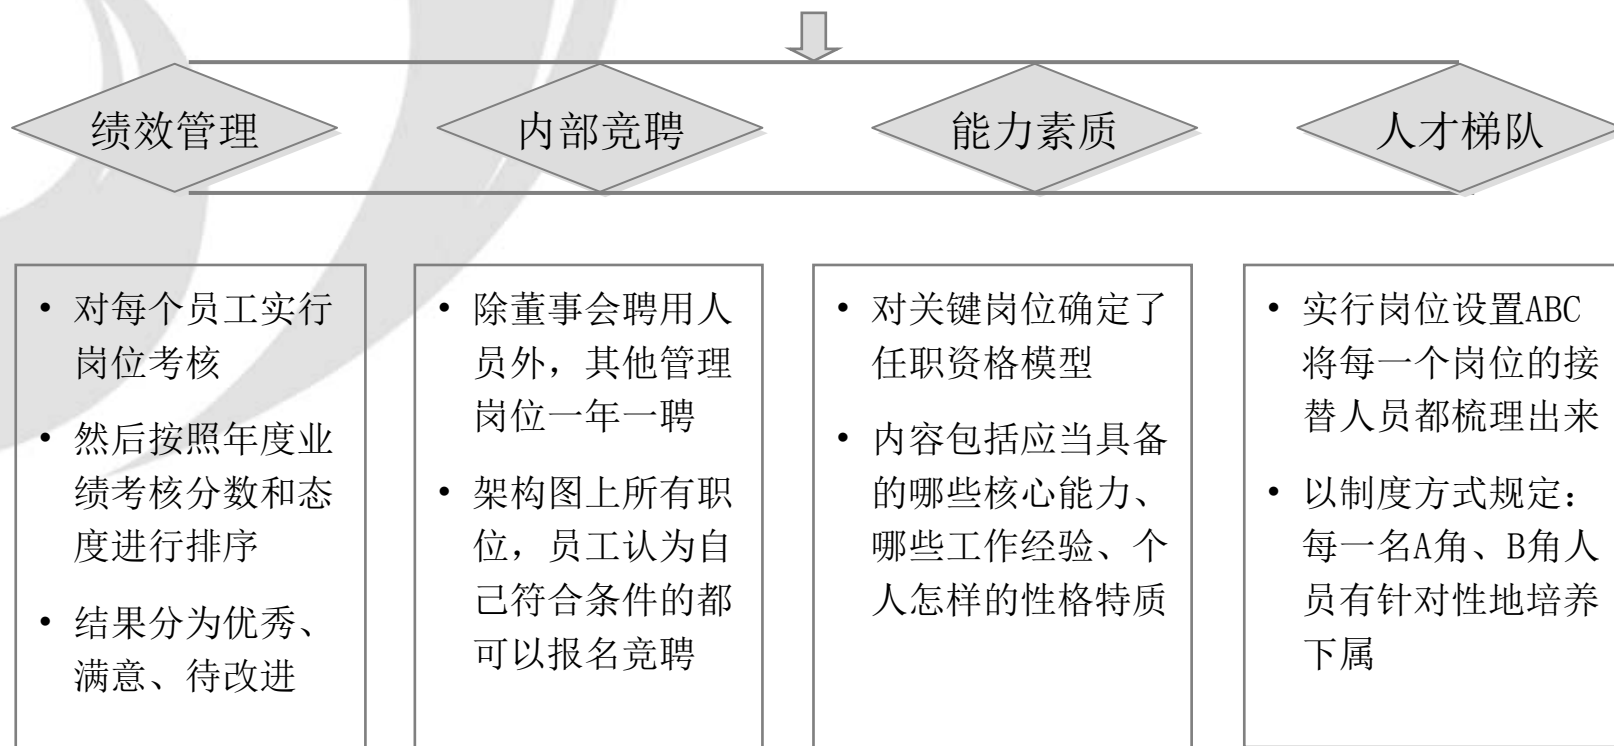 绩效管理
内部竞聘
能力素质
人才梯队
• 对每个员工实行
岗位考核
• 然后按照年度业
绩考核分数和态
度进行排序
• 结果分为优秀、
满意、待改进
• 除董事会聘用人
员外，其他管理
岗位一年一聘
• 架构图上所有职
位，员工认为自
己符合条件的都
可以报名竞聘
• 对关键岗位确定了
任职资格模型
• 内容包括应当具备
的哪些核心能力、
哪些工作经验、个
人怎样的性格特质
• 实行岗位设置ABC
将每一个岗位的接
替人员都梳理出来
• 以制度方式规定：
每一名A角、B角人
员有针对性地培养
下属